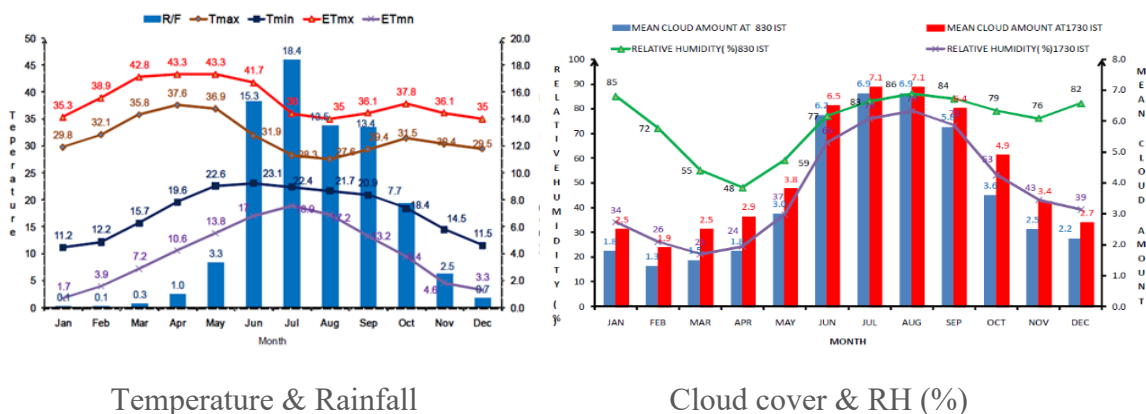 R/F Tmax Tmin ETmx ETmn
50 45 40 35 30 25 20 15 10 5 0
Temperature
20.0 18.0 16.0 14.0 12.0 10.0 8.0 6.0 4.0 2.0 0.0
35.3 38.9 42.8 43.3 43.3 41.7 35 36.1 37.8 36.1 35
29.8 32.1 35.8 37.6 36.9 31.9 28.3 27.6 29.4 31.5 29.4 29.5
11.2 12.2 15.7 19.6 22.6 23.1 22.4 21.7 20.9 18.4 14.5 11.5
1.7 3.9 7.2 10.6 13.8 17.2 4.6 3.3
0.1 0.1 0.3 1.0 3.3 15.3 18.4 13.5 13.4 7.7 2.5 0.7
Jan Feb Mar Apr May Jun Jul Aug Sep Oct Nov Dec
Month
MEAN CLOUD AMOUNT AT 830 IST
MEAN CLOUD AMOUNT AT1730 IST
RELATIVE HUMIDITY( %)830 IST
RELATIVE HUMIDITY(%)1730 IST
RELATIVE HUMIDITY (%
100 90 80 70 60 50 40 30 20 10 0
MEAN CLOUD AMOUNT
8.0 7.0 6.0 5.0 4.0 3.0 2.0 1.0 0.0
85 72 55 48 59 77 83 86 84 79 76 82
34 26 24 37 53 43 39
1.8 1.3 1.5 1.8 3.0 6.2 6.9 6.9 3.6 2.5 2.2
2.5 1.9 2.5 2.9 3.8 6.5 7.1 7.1 4.9 3.4 2.7
JAN FEB MAR APR MAY JUN JUL AUG SEP OCT NOV DEC
MONTH
Temperature & Rainfall
Cloud cover & RH (%)